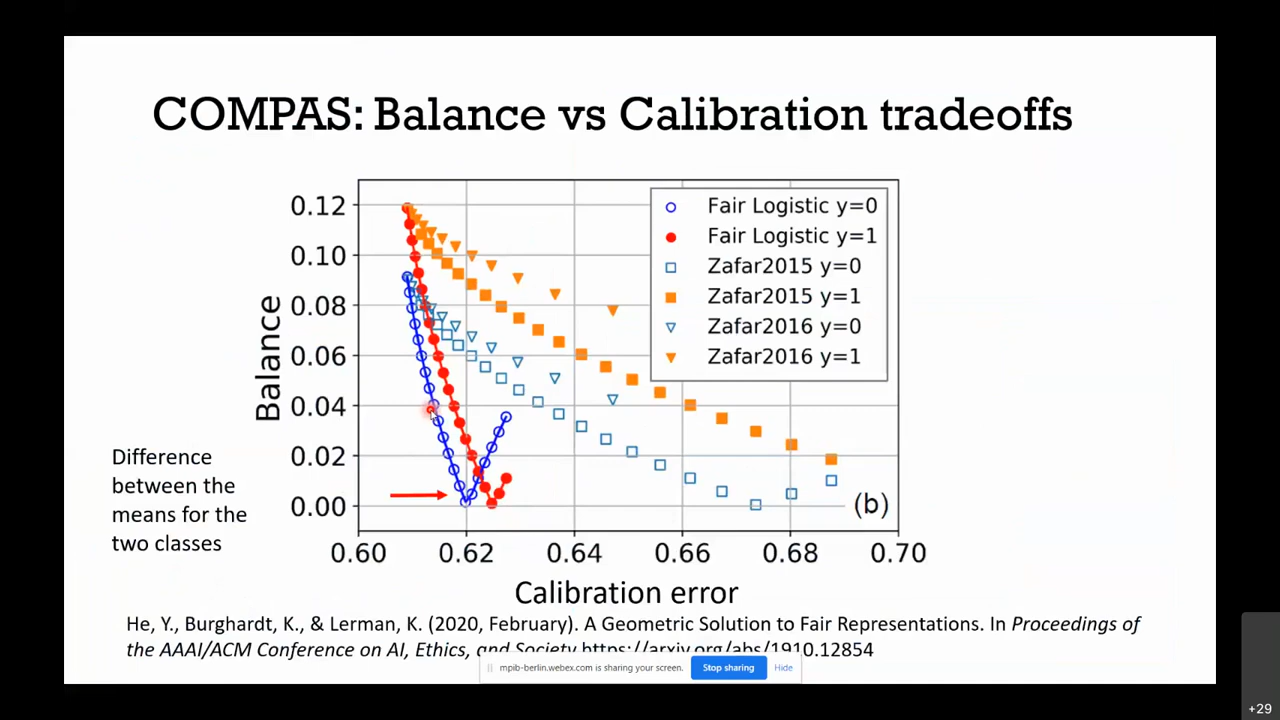 COMPAS: Balance vs Calibration tradeoffs
0.12
0.10
0.08
0.06
0.04
0.02
0.00
Balance
Fair Logistic y=0
Fair Logistic y=1
Zafar2015 y=0
Zafar2015 y=1
Zafar2016 y=0
Zafar2016 y=1
(b)
0.60 0.62 0.64 0.66 0.68 0.70
Calibration error
Difference
between the
means for the
two classes
He, Y., Burghardt, K., & Lerman, K. (2020, February). A Geometric Solution to Fair Representations. In Proceedings of
the AAAI/ACM Conference on AI, Ethics, and Society https://arxiv.org/abs/1910.12854
mpib-berlin.webex.com is sharing your screen. Stop sharing Hide
+29